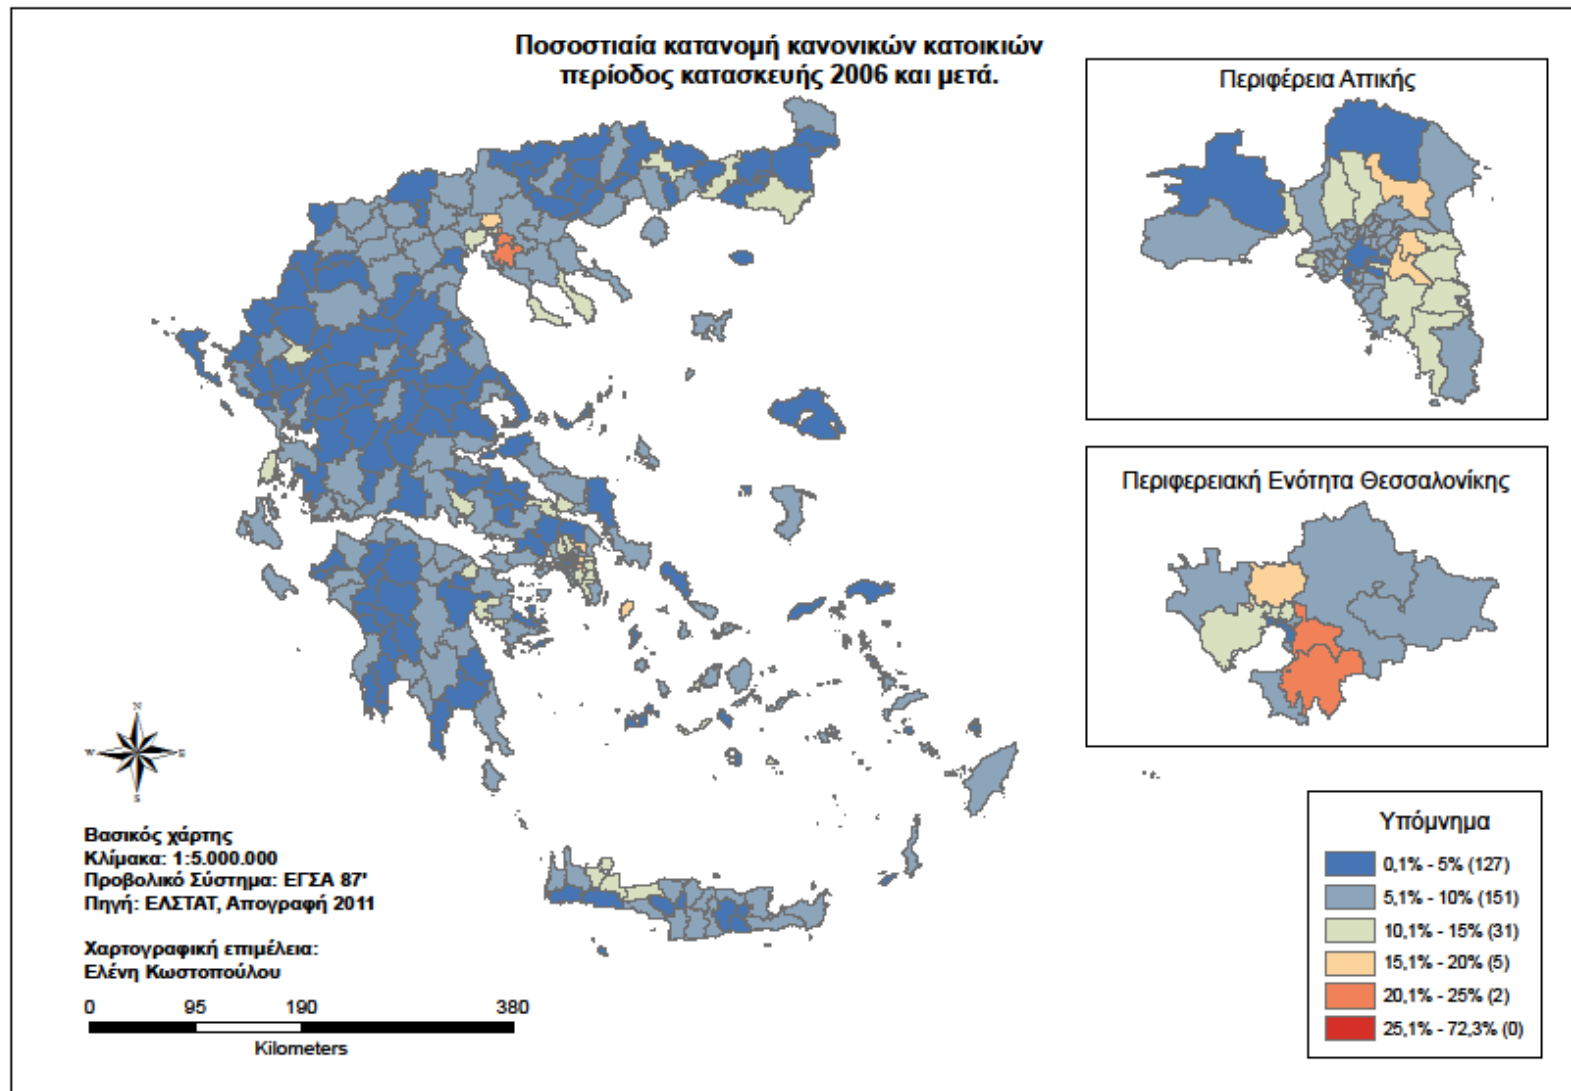 Ποσοστιαία κατανομή κανονικών κατοικιών
περίοδος κατασκευής 2006 και μετά.
Περιφέρεια Αττικής
Περιφερειακή Ενότητα Θεσσαλονίκης
N
W
E
S
Βασικός χάρτης
Κλίμακα: 1:5.000.000
Προβολικό Σύστημα: ΕΓΣΑ 87'
Πηγή: ΕΛΣΤΑΤ, Απογραφή 2011
Χαρτογραφική επιμέλεια:
Ελένη Κωστοπούλου
0 95 190 380
Kilometers
Υπόμνημα
0,1% - 5% (127)
5,1% - 10% (151)
10,1% - 15% (31)
15,1% - 20% (5)
20,1% - 25% (2)
25,1% - 72,3% (0)